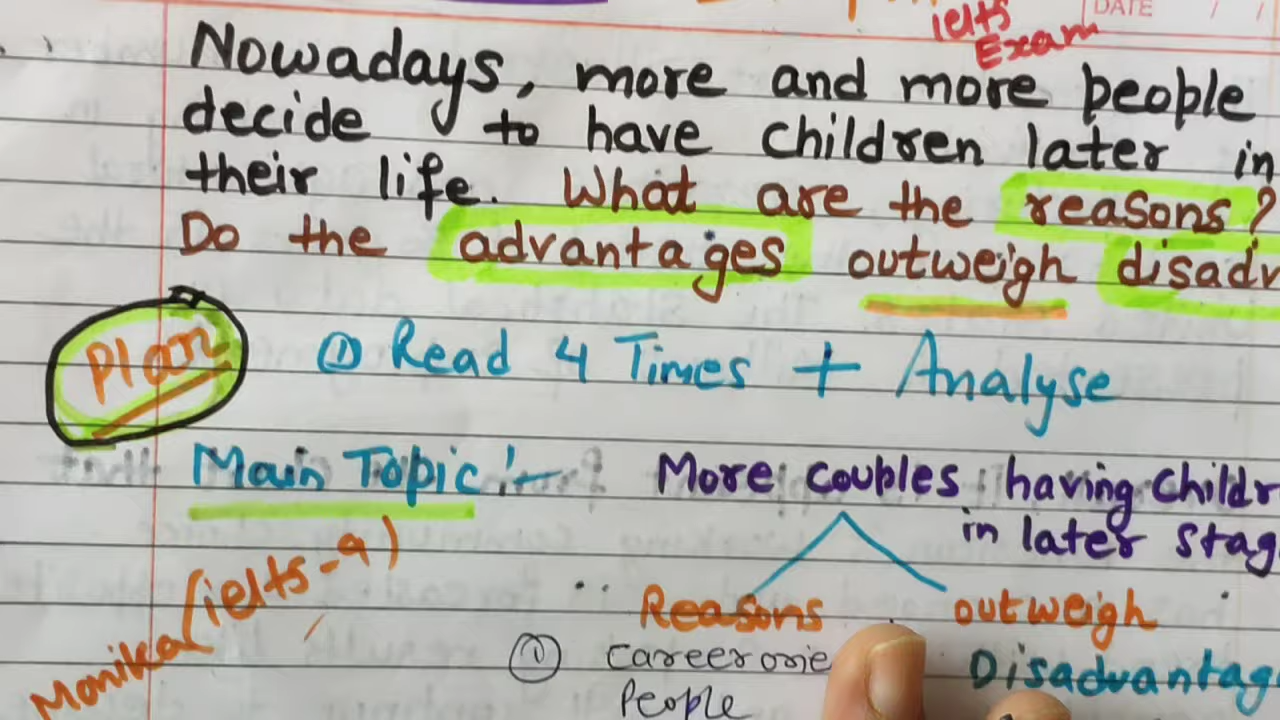 DATE / /
ielts
Exam
Nowadays, more and more people
decide to have children later in
their life. What are the reasons?
Do the advantages outweigh disadv
Plan
① Read 4 Times + Analyse
Main Topic :- More couples having Childr
in later stag
Monika (ielts-9)
Reasons outweigh
① Career orie Disadvantag
People